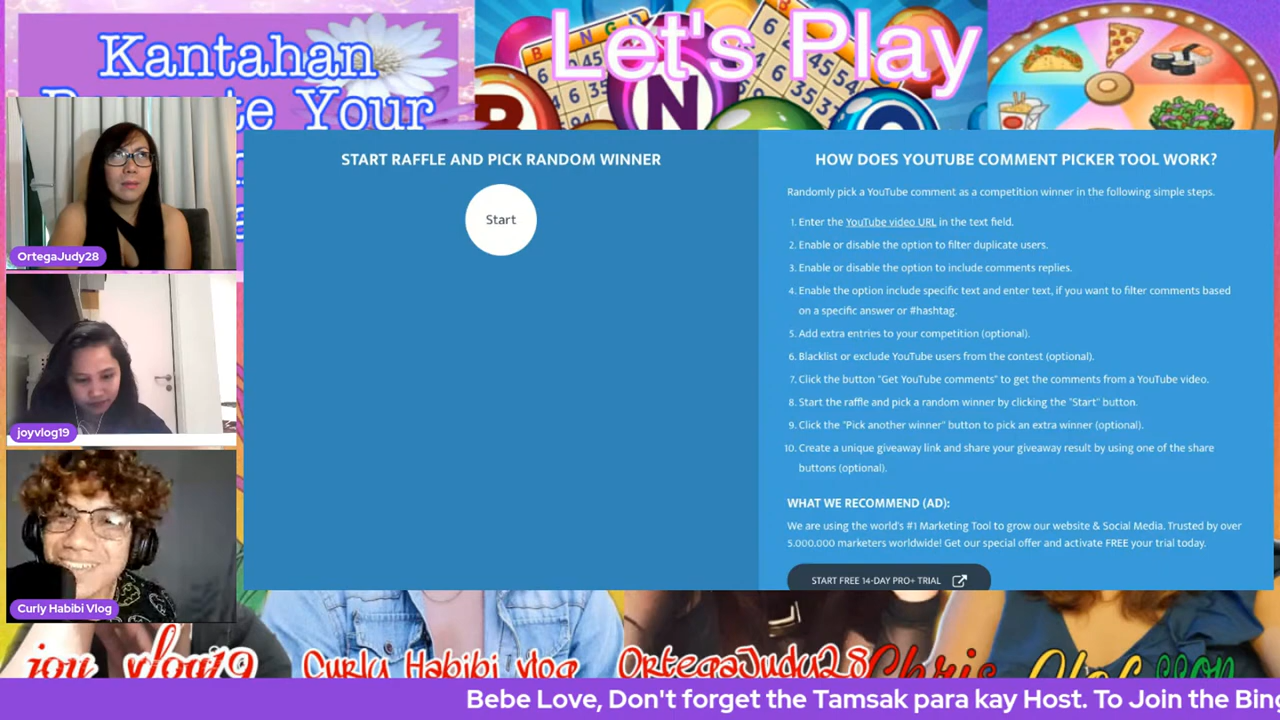 Kantahan
Your
Let's Play
B I N G O
N
START RAFFLE AND PICK RANDOM WINNER
Start
HOW DOES YOUTUBE COMMENT PICKER TOOL WORK?
Randomly pick a YouTube comment as a competition winner in the following simple steps.
1. Enter the YouTube video URL in the text field.
2. Enable or disable the option to filter duplicate users.
3. Enable or disable the option to include comments replies.
4. Enable the option include specific text and enter text, if you want to filter comments based
on a specific answer or #hashtag.
5. Add extra entries to your competition (optional).
6. Blacklist or exclude YouTube users from the contest (optional).
7. Click the button "Get YouTube comments" to get the comments from a YouTube video.
8. Start the raffle and pick a random winner by clicking the "Start" button.
9. Click the "Pick another winner" button to pick an extra winner (optional).
10. Create a unique giveaway link and share your giveaway result by using one of the share
buttons (optional).
WHAT WE RECOMMEND (AD):
We are using the world's #1 Marketing Tool to grow our website & Social Media. Trusted by over
5.000.000 marketers worldwide! Get our special offer and activate FREE your trial today.
START FREE 14-DAY PRO+ TRIAL
OrtegaJudy28
joyvlog19
Curly Habibi Vlog
joy vlog19
Curly Habibi vlog
OrtegaJudy28
Chris
Bebe Love, Don't forget the Tamsak para kay Host. To Join the Bing